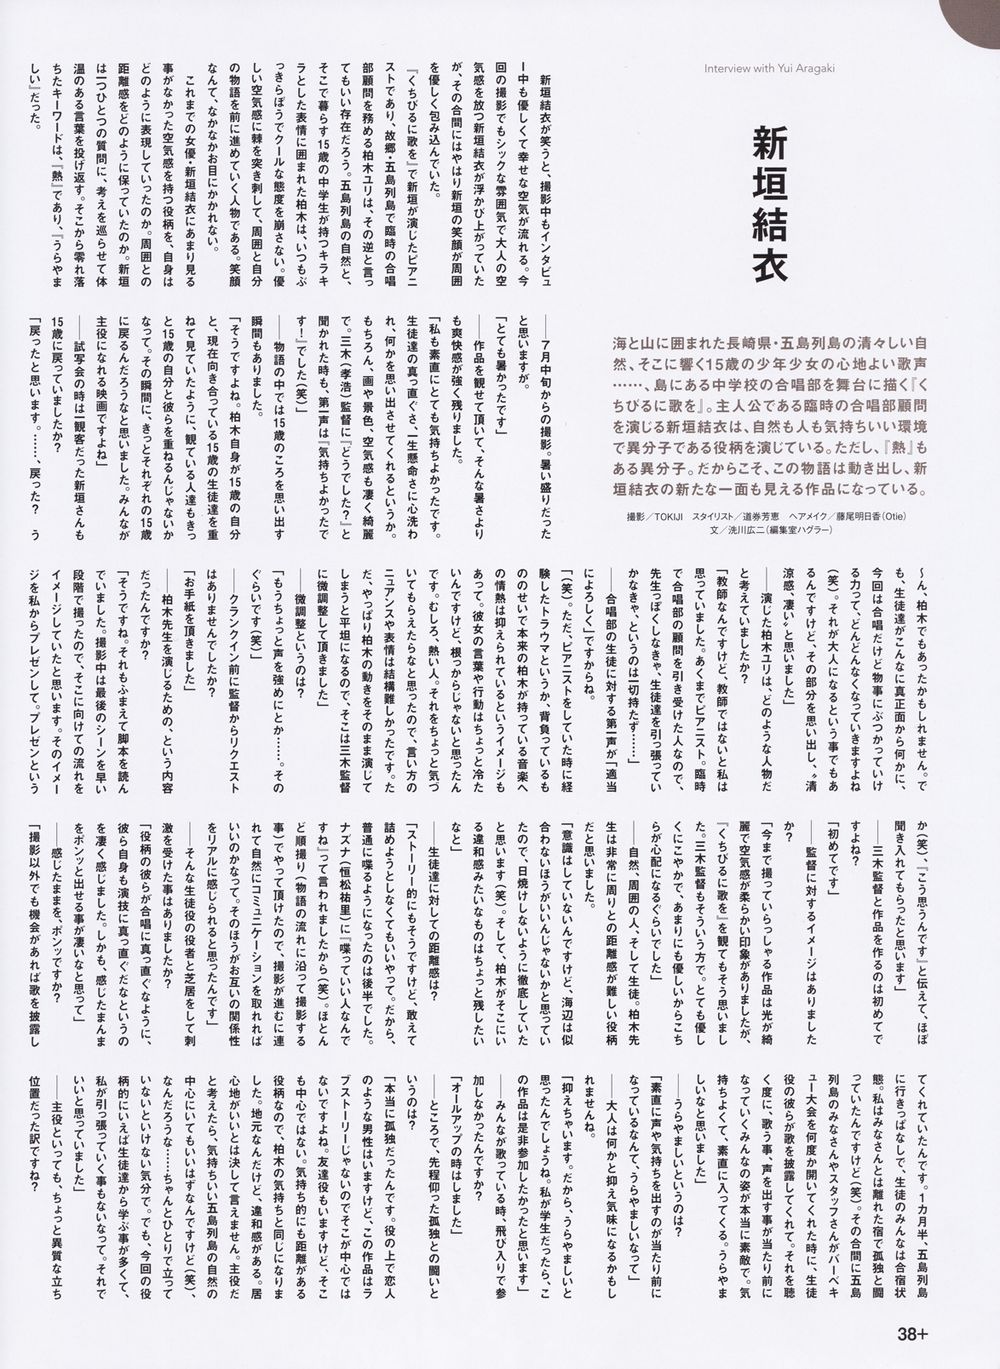 Interview with Yui Aragaki
新垣結衣
海と山に囲まれた長崎県・五島列島の清々しい自
然、そこに響く15歳の少年少女の心地よい歌声
……、島にある中学校の合唱部を舞台に描く『く
ちびるに歌を』。主人公である臨時の合唱部顧問
を演じる新垣結衣は、自然も人も気持ちいい環境
で異分子である役柄を演じている。ただし、『熱』も
ある異分子。だからこそ、この物語は動き出し、新
垣結衣の新たな一面も見える作品になっている。
撮影／TOKIJI　スタイリスト／道券芳恵　ヘアメイク／藤尾明日香(Otie)
文／洗川広二（編集室ハグラー）
新垣結衣が笑うと、撮影中もインタビュ
ー中も優しくて幸せな空気が流れる。今
回の撮影でもシックな雰囲気で大人の空
気感を放つ新垣結衣が浮かび上がっていた
が、その合間にはやはり新垣の笑顔が周囲
を優しく包み込んでいた。
『くちびるに歌を』で新垣が演じたピアニ
ストであり、故郷・五島列島で臨時の合唱
部顧問を務める柏木ユリは、その逆と言っ
てもいい存在だろう。五島列島の自然と、
そこで暮らす15歳の中学生が持つキラキ
ラとした表情に囲まれた柏木は、いつもぶ
っきらぼうでクールな態度を崩さない。優
しい空気感に棘を突き刺して、周囲と自分
の物語を前に進めていく人物である。笑顔
なんて、なかなかお目にかかれない。
これまでの女優・新垣結衣にあまり見る
事がなかった空気感を持つ役柄を、自身は
どのように表現していったのか。周囲との
距離感をどのように保っていたのか。新垣
は一つひとつの質問に、考えを巡らせて体
温のある言葉を投げ返す。そこから零れ落
ちたキーワードは、『熱』であり、『うらやま
しい』だった。
――7月中旬からの撮影。暑い盛りだった
と思いますが。
「とても暑かったです」
――作品を観せて頂いて、そんな暑さより
も爽快感が強く残りました。
「私も素直にとても気持ちよかったです。
生徒達の真っ直ぐさ、一生懸命さに心洗わ
れ、何かを思い出させてくれるというか。
もちろん、画や景色、空気感も凄く綺麗
で。三木（孝浩）監督に『どうでした？』と
聞かれた時も、第一声は『気持ちよかったで
す！』でした（笑）」
――物語の中では15歳のころを思い出す
瞬間もありました。
「そうですよね。柏木自身が15歳の自分
と、現在向き合っている15歳の生徒達を重
ねて見ていたように、観ている人達もきっ
と15歳の自分と彼らを重ねるんじゃないか
なって。その瞬間に、きっとそれぞれの15歳
に戻るんだろうなと思いました。みんなが
主役になれる映画ですよね」
――試写会の時は一観客だった新垣さんも
15歳に戻っていましたか？
「戻ったと思います。……、戻った？　う
〜ん、柏木でもあったかもしれません。で
も、生徒達がこんなに真正面から何かに、
今回は合唱だけど物事にぶつかっていけ
る力って、どんどんなくなっていきますよね
（笑）。それが大人になるという事でもあ
るんですけど、その部分を思い出し、“清
涼感、凄い”と思いました」
――演じた柏木ユリは、どのような人物だ
と考えていましたか？
「教師なんですけど、教師ではないと私は
思っていました。あくまでピアニスト。臨時
で合唱部の顧問を引き受けた人なので、
先生っぽくしなきゃ、生徒達を引っ張ってい
かなきゃ、というのは一切持たず……」
――合唱部の生徒に対する第一声が「適当
によろしく」ですからね。
「（笑）。ただ、ピアニストをしていた時に経
験したトラウマというか、背負っているも
ののせいで本来の柏木が持っている音楽へ
の情熱は抑えられているというイメージも
あって。彼女の言葉や行動はちょっと冷た
いんですけど、根っからじゃないと思ったん
です。むしろ、熱い人。それをちょっと気づ
いてもらえたらなと思ったので、言い方の
ニュアンスや表情は結構難しかったです。た
だ、やっぱり柏木の動きをそのまま演じて
しまうと平坦になるので、そこは三木監督
に微調整して頂きました」
――微調整というのは？
「もうちょっと声を強めにとか……。その
ぐらいです（笑）」
――クランクイン前に監督からリクエスト
はありませんでしたか？
「お手紙を頂きました」
――柏木先生を演じるための、という内容
だったんですか？
「そうですね。それもふまえて脚本を読ん
でいました。撮影中は最後のシーンを早い
段階で撮ったので、そこに向けての流れを
イメージしていたと思います。そのイメー
ジを私からプレゼンして。プレゼンという
か（笑）、『こう思うんです』と伝えて、ほぼ
聞き入れてもらったと思います」
――三木監督と作品を作るのは初めてで
すよね？
「初めてです」
――監督に対するイメージはありました
か？
「今まで撮っていらっしゃる作品は光が綺
麗で空気感が柔らかい印象がありましたが、
『くちびるに歌を』を観てもそう思いまし
た。三木監督もそういう方で。とても優し
くにこやかで、あまりにも優しいからこち
らが心配になるぐらいでした」
――自然、周囲の人、そして生徒。柏木先
生は非常に周りとの距離感が難しい役柄
だと思いました。
「意識はしていないんですけど、海辺は似
合わないほうがいいんじゃないかと思ってい
たので、日焼けしないように徹底していた
と思います（笑）。そして、柏木がそこにい
る違和感みたいなものはちょっと残したい
なと」
――生徒達に対しての距離感は？
「ストーリー的にもそうですけど、敢えて
詰めようとしなくてもいいやって。だから、
普通に喋るようになったのは後半でした。
ナズナ（恒松祐里）に『喋っていい人なんで
すね』って言われましたから（笑）。ほとん
ど順撮り（物語の流れに沿って撮影する
事）でやって頂けたので、撮影が進むに連
れて自然にコミュニケーションを取れれば
いいのかなって。そのほうがお互いの関係性
をリアルに感じられると思ったんです」
――そんな生徒役の役者と芝居をして刺
激を受けた事はありましたか？
「役柄の彼らが合唱に真っ直ぐなように、
彼ら自身も演技に真っ直ぐだなというの
を凄く感じました。しかも、感じたまんま
をポンッと出せる事が凄いなと思って」
――感じたままを、ポンッですか？
「撮影以外でも機会があれば歌を披露し
てくれていたんです。1カ月半、五島列島
に行きっぱなしで、生徒のみんなは合宿状
態。私はみなさんとは離れた宿で孤独と闘
っていたんですけど（笑）。その合間に五島
列島のみなさんやスタッフさんがバーベキ
ュー大会を何度か開いてくれた時に、生徒
役の彼らが歌を披露してくれて。それを聴
く度に、歌う事、声を出す事が当たり前に
なっていくみんなの姿が本当に素敵で。気
持ちよくて、素直に入ってくる。うらやま
しいなと思いました」
――うらやましいというのは？
「素直に声や気持ちを出すのが当たり前に
なっているなんて、うらやましいなって」
――大人は何かと抑え気味になるかもし
れませんね。
「抑えちゃいます。だから、うらやましいと
思ったんでしょうね。私が学生だったら、こ
の作品は是非参加したかったと思います」
――みんなが歌っている時、飛び入りで参
加しなかったんですか？
「オールアップの時はしました」
――ところで、先程仰った孤独との闘いと
いうのは？
「本当に孤独だったんです。役の上で恋人
のような男性はいますけど、この作品はラ
ブストーリーじゃないのでそこが中心では
ないですよね。友達役もいますけど、そこ
も中心ではなくて。気持ち的にも距離がある
役柄なので、柏木の気持ちと同じになりま
した。地元なんだけど、違和感がある。居
心地がいいとは決して言えません。主役だ
と考えたら、気持ちいい五島列島の自然の
中心にいてもいいはずなんですけど（笑）、
なんだろうな……ちゃんとひとりで立って
いないといけない気分で。でも、今回の役
柄的にいえば生徒達から学ぶ事が多くて、
私が引っ張っていく事もないなって。それで
いいと思っていました」
――主役といっても、ちょっと異質な立ち
位置だった訳ですね？
38+